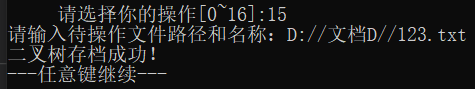 请选择你的操作[0~16]:15
请输入待操作文件路径和名称：D://文档D//123.txt
二叉树存档成功！
---任意键继续---